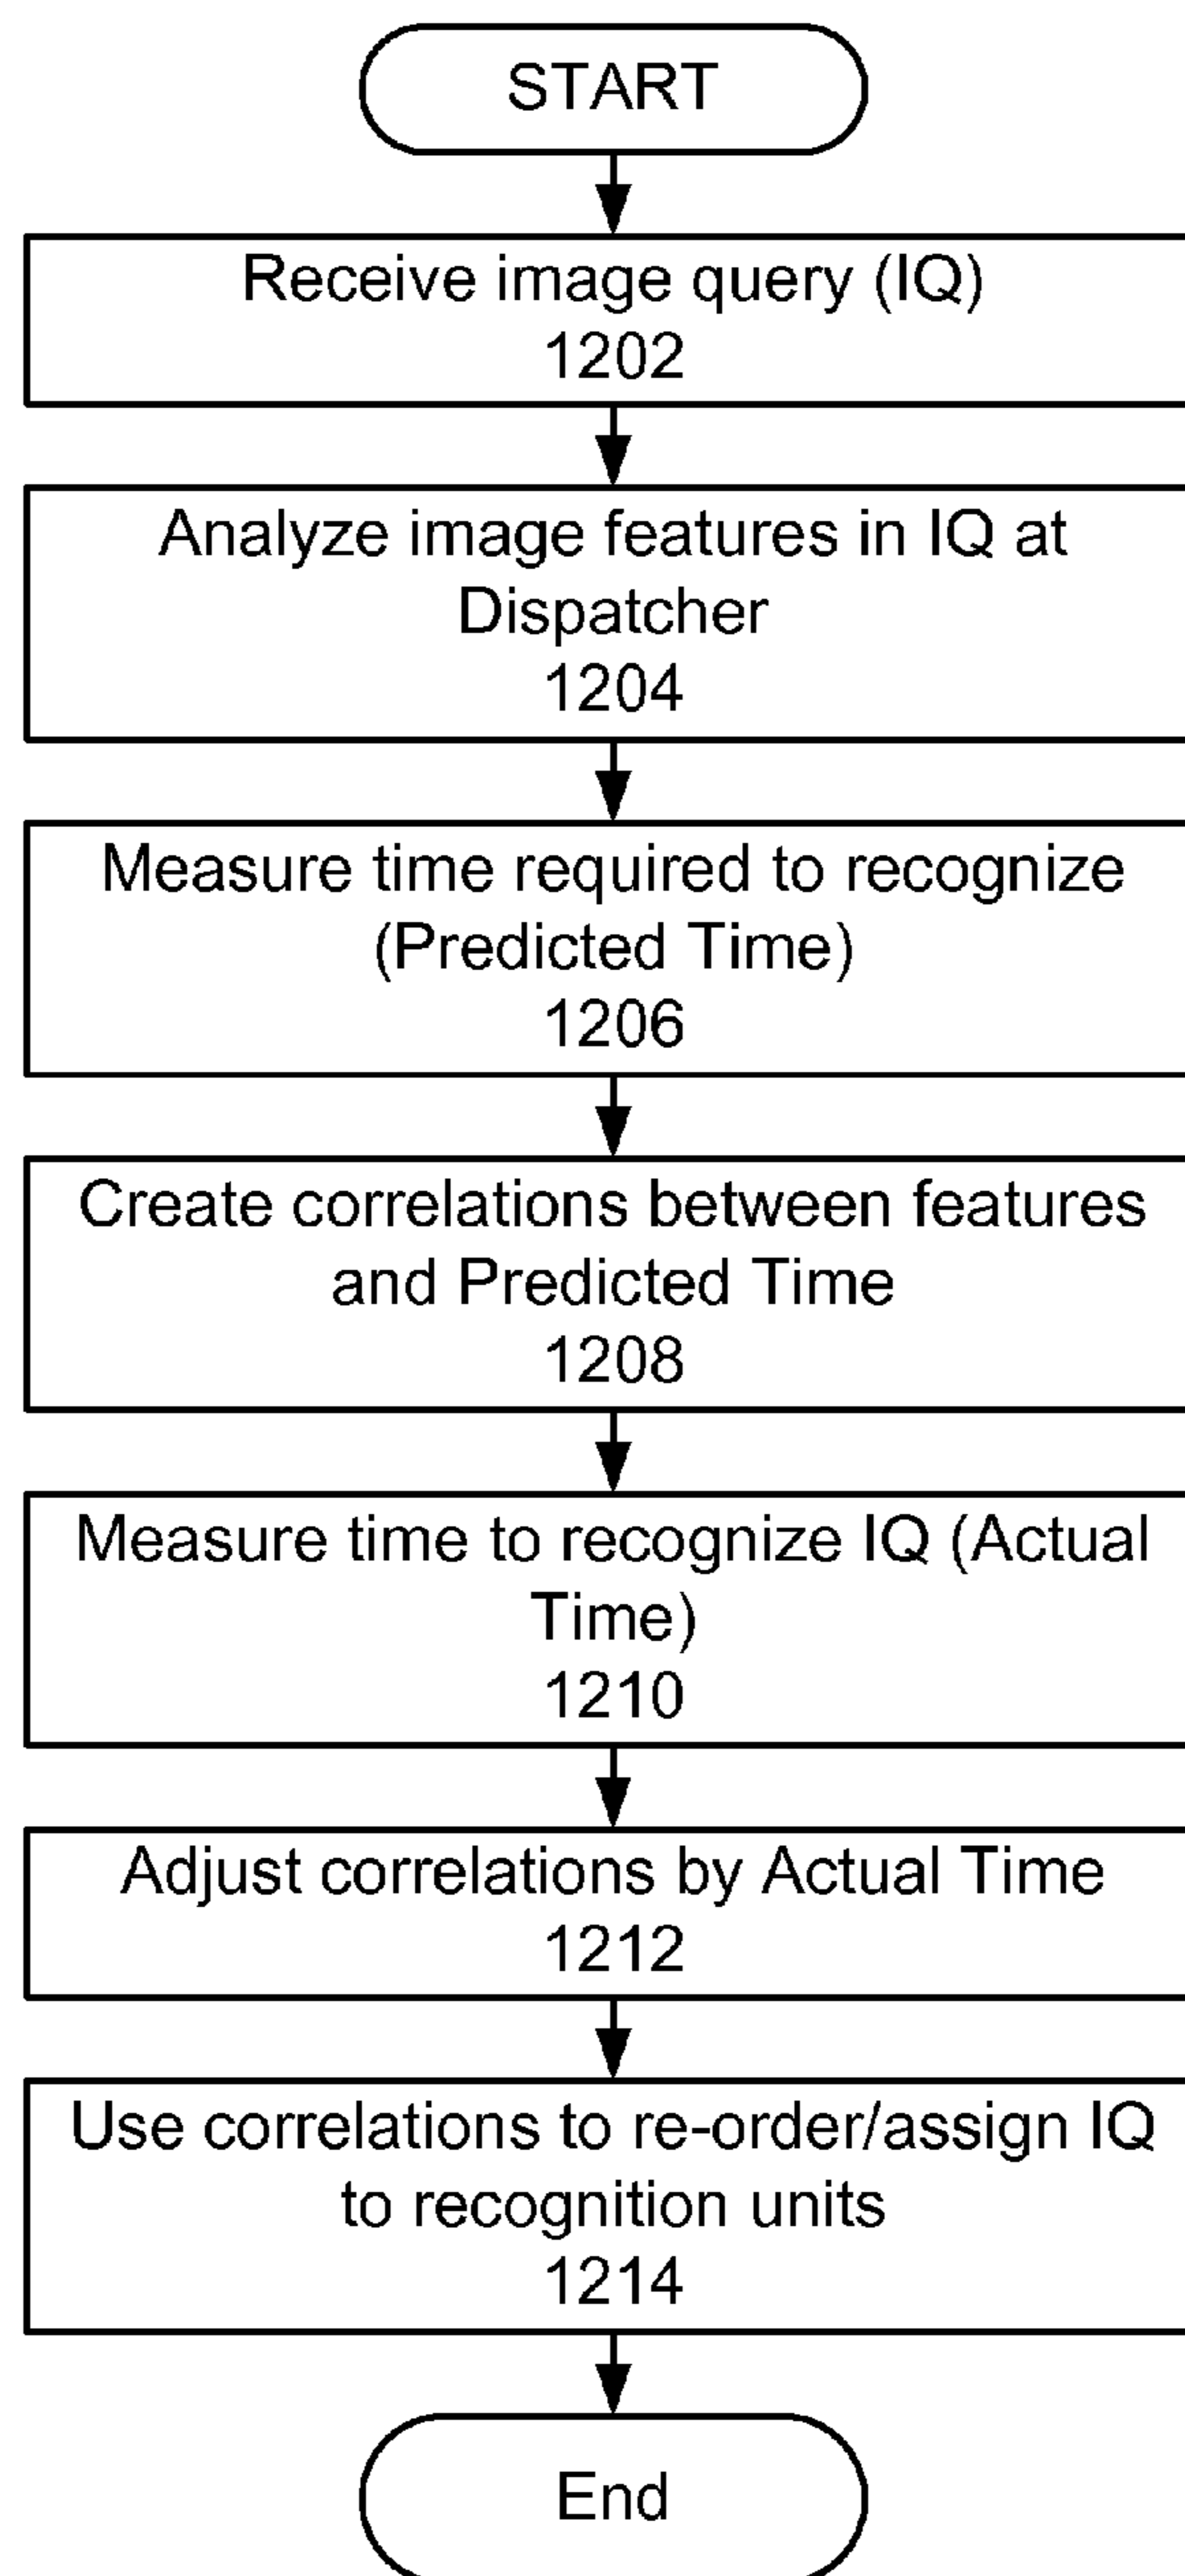 START
Receive image query (IQ)
1202
Analyze image features in IQ at
Dispatcher
1204
Measure time required to recognize
(Predicted Time)
1206
Create correlations between features
and Predicted Time
1208
Measure time to recognize IQ (Actual
Time)
1210
Adjust correlations by Actual Time
1212
Use correlations to re-order/assign IQ
to recognition units
1214
End